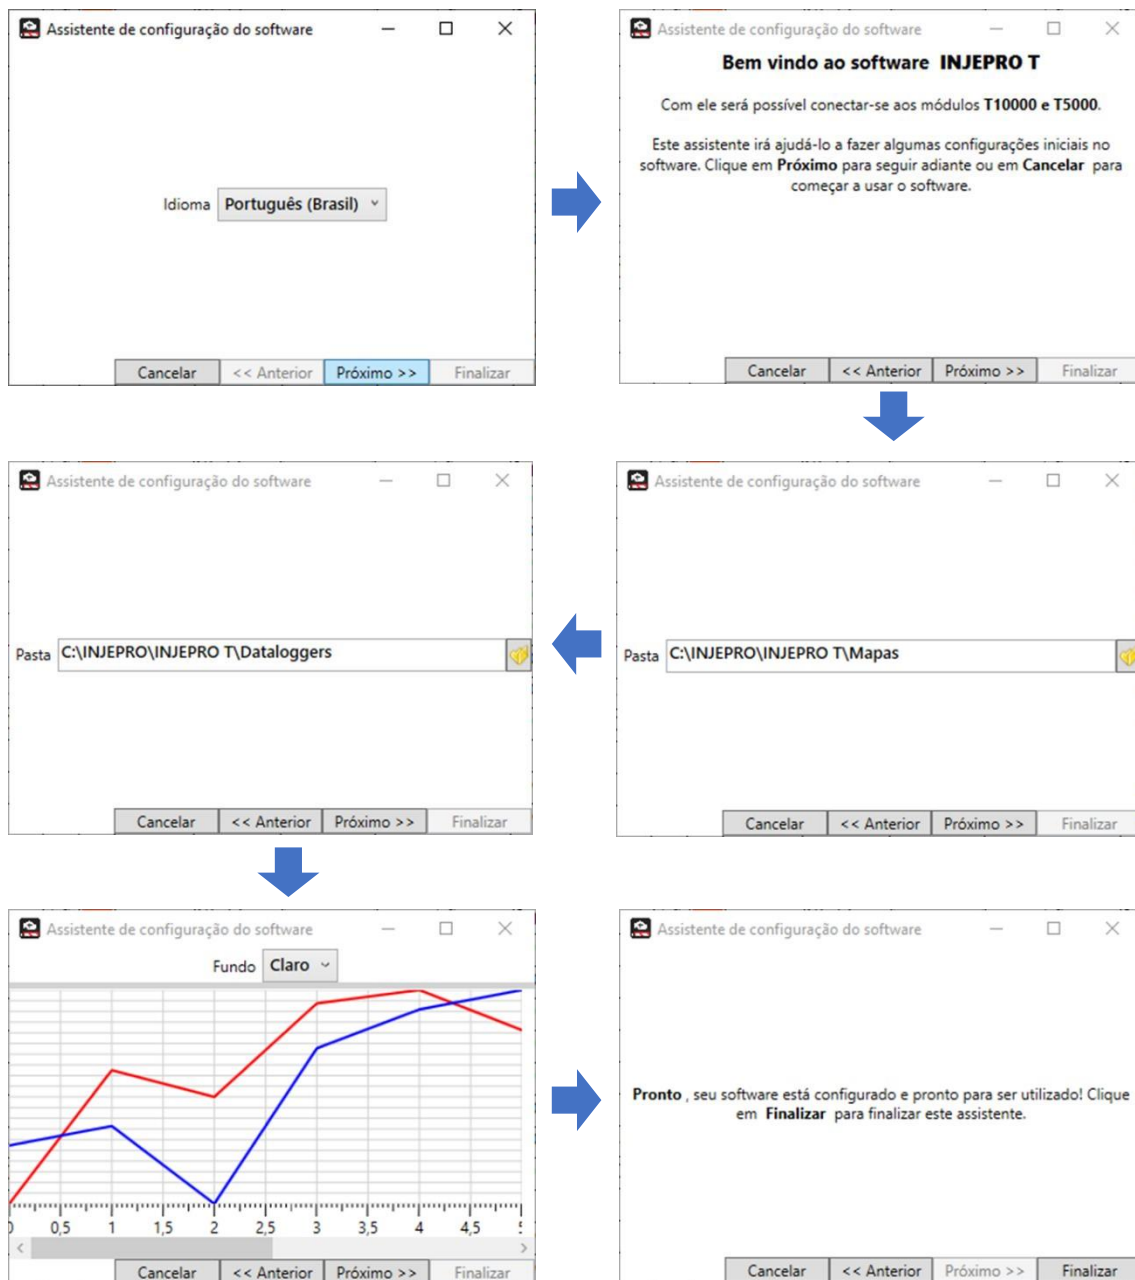 Assistente de configuração do software
Idioma Português (Brasil)
Cancelar << Anterior Próximo >> Finalizar
Assistente de configuração do software
Bem vindo ao software INJEPRO T
Com ele será possível conectar-se aos módulos T10000 e T5000.
Este assistente irá ajudá-lo a fazer algumas configurações iniciais no
software. Clique em Próximo para seguir adiante ou em Cancelar para
começar a usar o software.
Cancelar << Anterior Próximo >> Finalizar
Assistente de configuração do software
Pasta C:\INJEPRO\INJEPRO T\Mapas
Cancelar << Anterior Próximo >> Finalizar
Assistente de configuração do software
Pasta C:\INJEPRO\INJEPRO T\Dataloggers
Cancelar << Anterior Próximo >> Finalizar
Assistente de configuração do software
Fundo Claro
0,5 1 1,5 2 2,5 3 3,5 4 4,5
Cancelar << Anterior Próximo >> Finalizar
Assistente de configuração do software
Pronto , seu software está configurado e pronto para ser utilizado! Clique
em Finalizar para finalizar este assistente.
Cancelar << Anterior Próximo >> Finalizar